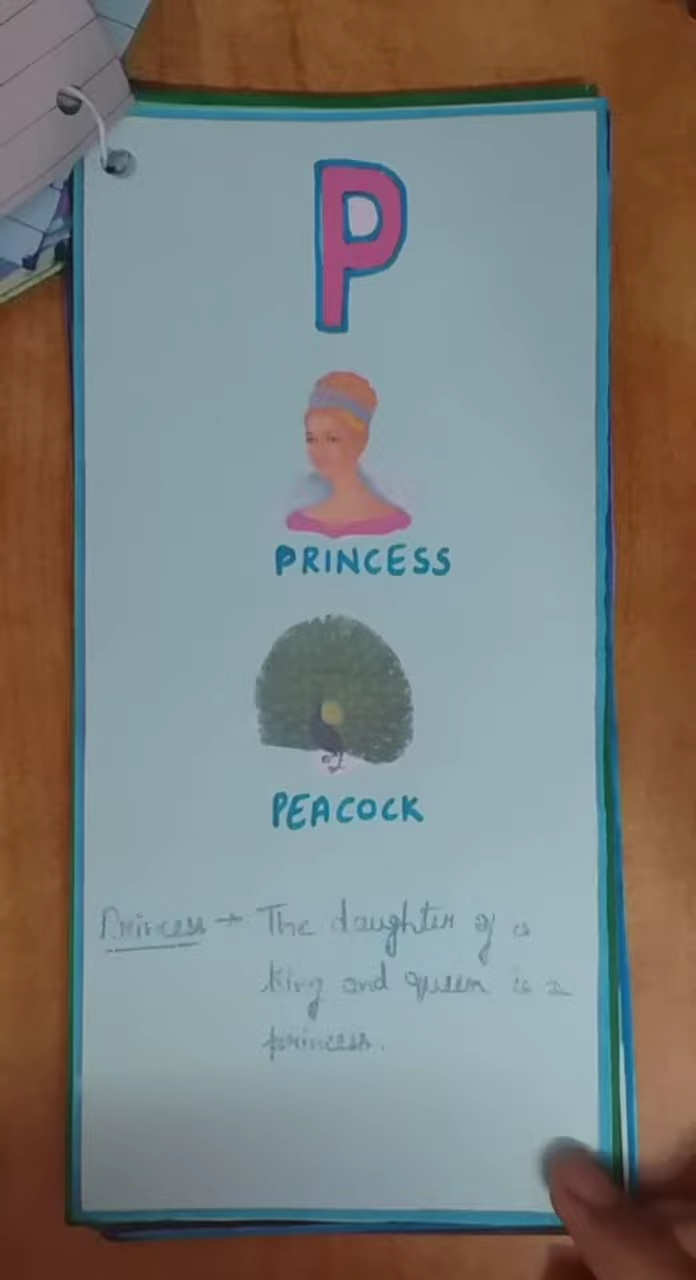 P
PRINCESS
PEACOCK
Princess → The daughter of a
king and queen is a
princess.